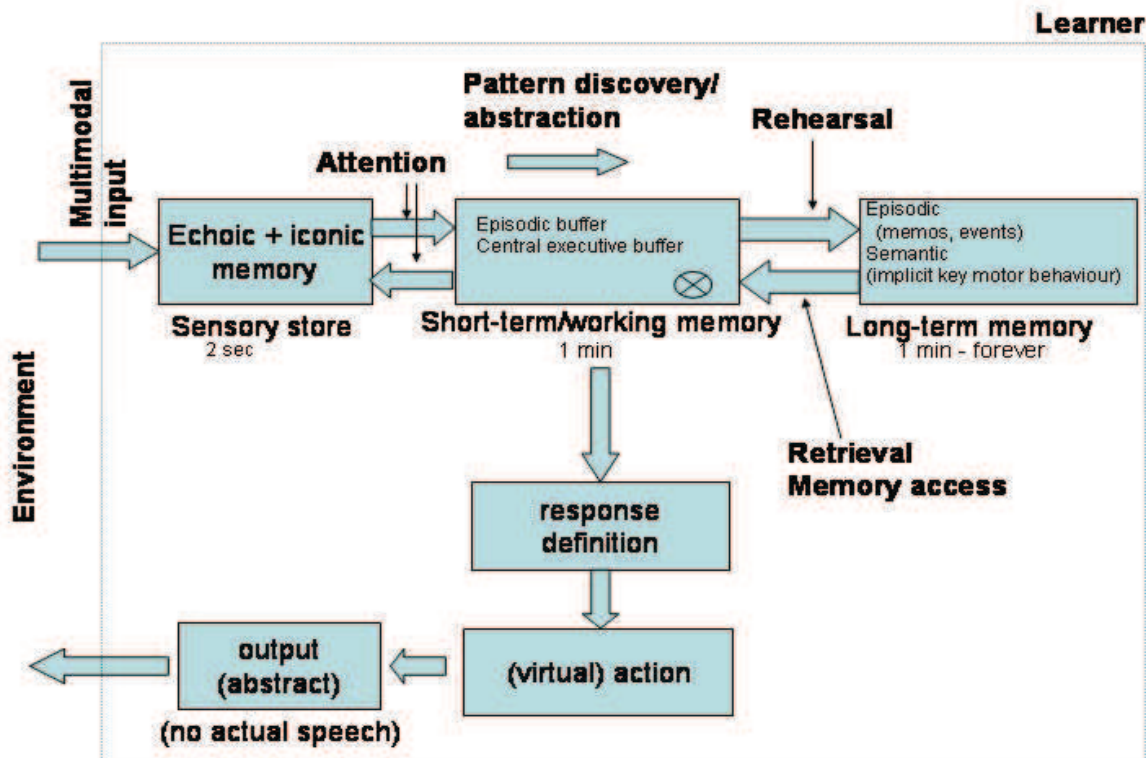 Learner
Multimodal
input
Pattern discovery/
abstraction
Rehearsal
Attention
Echoic + iconic
memory
Episodic buffer
Central executive buffer
Episodic
(memos, events)
Semantic
(implicit key motor behaviour)
Sensory store
2 sec
Short-term/working memory
1 min
Long-term memory
1 min - forever
Environment
Retrieval
Memory access
response
definition
output
(abstract)
(virtual) action
(no actual speech)